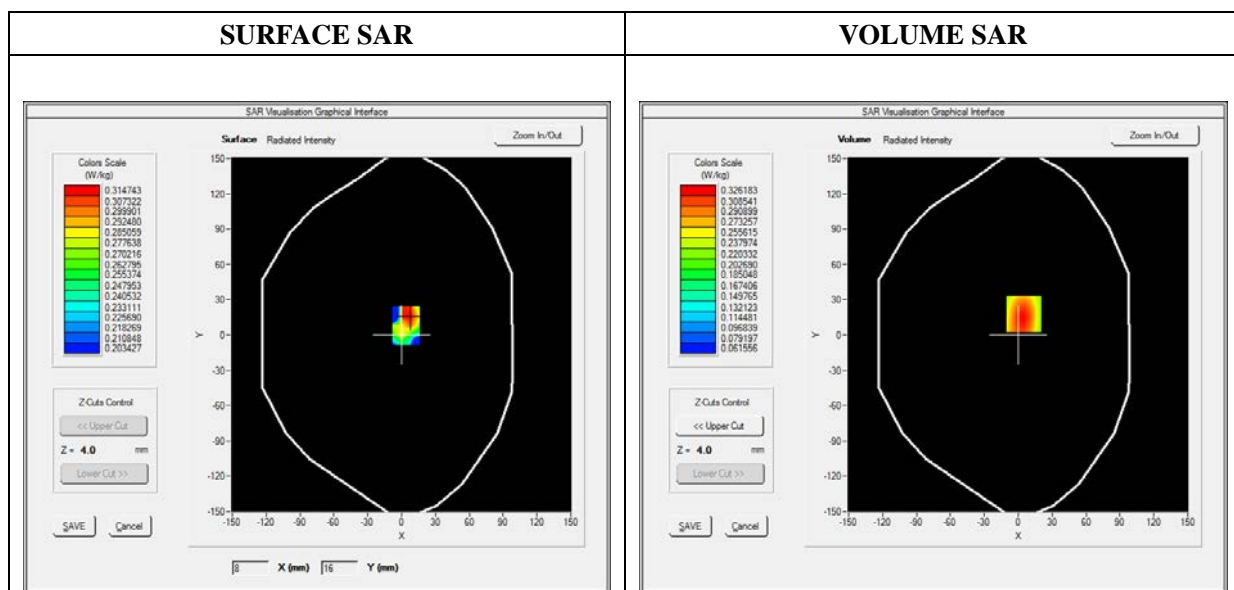 SURFACE SAR
VOLUME SAR
SAR Visualisation Graphical Interface
Surface Radiated Intensity
Zoom In/Out
Colors Scale
(W/kg)
0.314743
0.307322
0.299901
0.292480
0.285059
0.277638
0.270216
0.262795
0.255374
0.247953
0.240532
0.233111
0.225690
0.218269
0.210848
0.203427
Z-Cuts Control
<< Upper Cut
Z = 4.0 mm
Lower Cut >>
SAVE
Cancel
150
120
90
60
30
0
-30
-60
-90
-120
-150
Y
-150 -120 -90 -60 -30 0 30 60 90 120 150
X
8 X (mm) 16 Y (mm)
SAR Visualisation Graphical Interface
Volume Radiated Intensity
Zoom In/Out
Colors Scale
(W/kg)
0.326183
0.308541
0.290899
0.273257
0.255615
0.237974
0.220332
0.202690
0.185048
0.167406
0.149765
0.132123
0.114481
0.096839
0.079197
0.061556
Z-Cuts Control
<< Upper Cut
Z = 4.0 mm
Lower Cut >>
SAVE
Cancel
150
120
90
60
30
0
-30
-60
-90
-120
-150
Y
-150 -120 -90 -60 -30 0 30 60 90 120 150
X